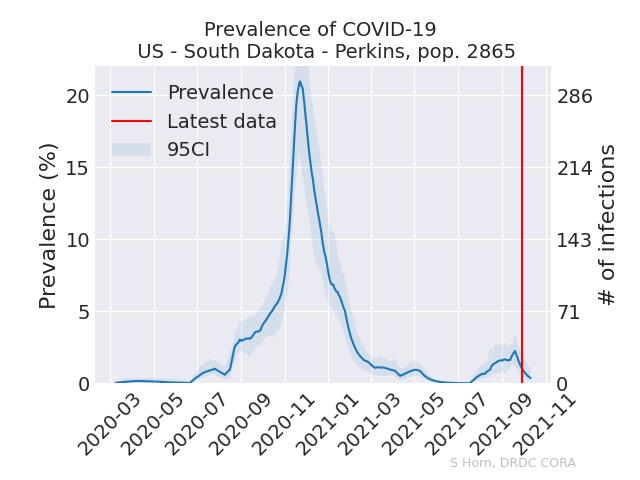 Prevalence of COVID-19
US - South Dakota - Perkins, pop. 2865
Prevalence
Latest data
95CI
Prevalence (%)
20
15
10
5
0
286
214
143
71
0
# of infections
2020-03
2020-05
2020-07
2020-09
2020-11
2021-01
2021-03
2021-05
2021-07
2021-09
2021-11
S Horn, DRDC CORA